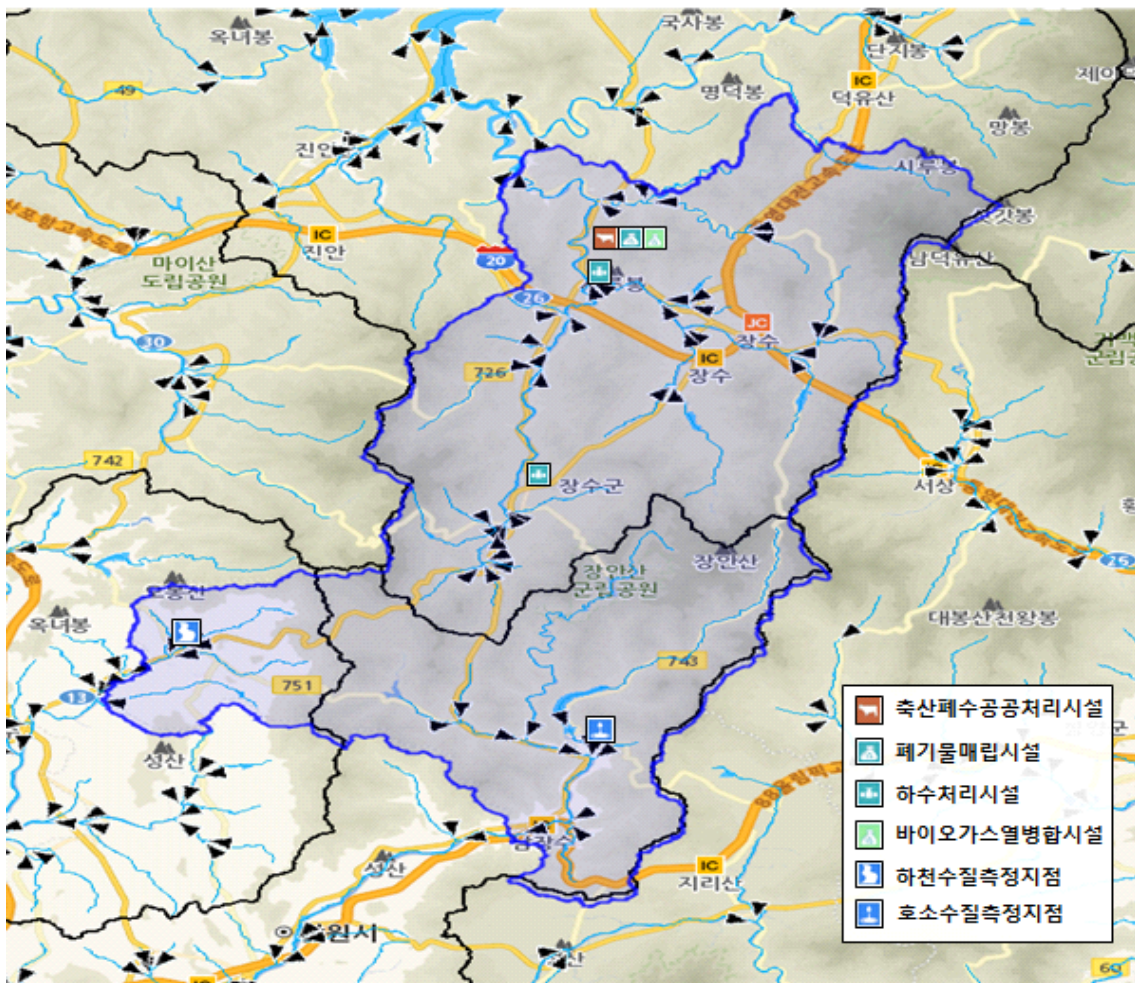 국사봉
옥녀봉
단지봉
IC
덕유산
49
명덕봉
망봉
진안
시루봉
IC
진안
20
남덕유산
마이산
도립공원
26
JC
장수
30
IC
장수
726
742
서상
장수군
26
장안산
장안산
군립공원
대봉산천왕봉
옥녀봉
743
751
13
성산
축산폐수공공처리시설
폐기물매립시설
하수처리시설
바이오가스열병합시설
하천수질측정지점
호소수질측정지점
성산
IC
지리산
IC
60